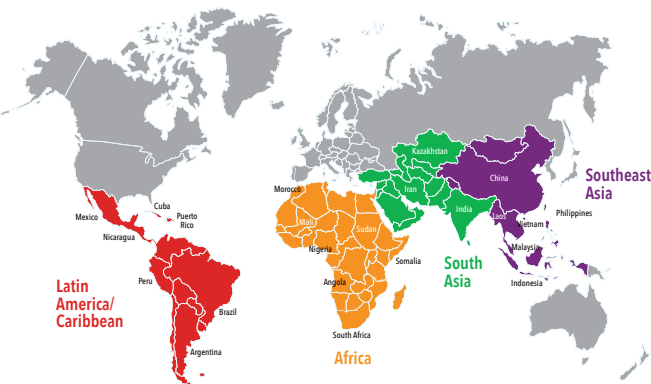 Kazakhstan
China
Southeast
Asia
Morocco
Iran
Cuba
Mexico
Puerto
Rico
India
Laos
Philippines
Mali
Sudan
Vietnam
Nicaragua
Nigeria
Malaysia
Somalia
South
Asia
Peru
Angola
Indonesia
Latin
America/
Caribbean
Brazil
South Africa
Argentina
Africa